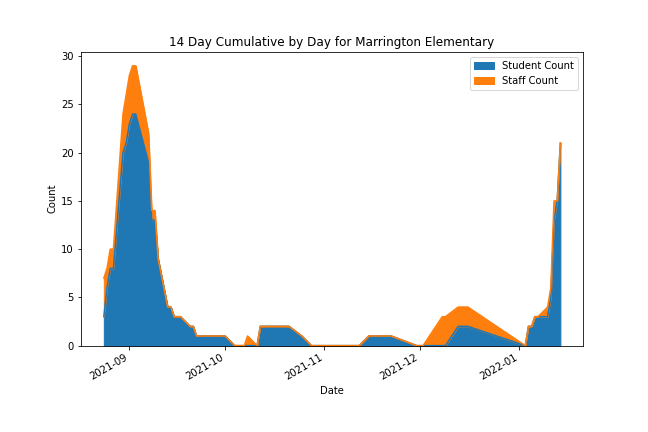 14 Day Cumulative by Day for Marrington Elementary
Student Count
Staff Count
30
25
20
15
10
5
0
Count
2021-09
2021-10
2021-11
2021-12
2022-01
Date